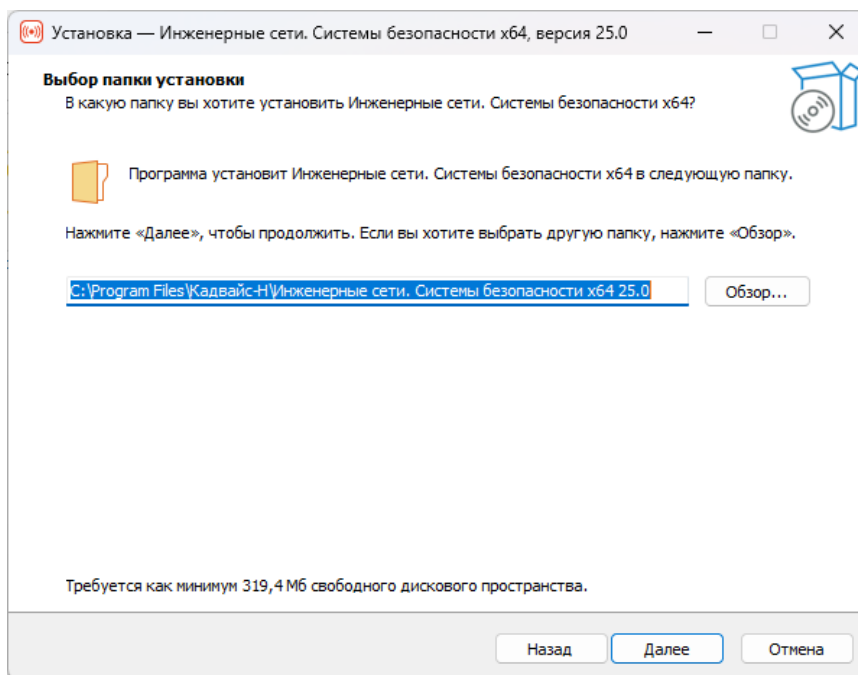 Установка — Инженерные сети. Системы безопасности x64, версия 25.0
Выбор папки установки
В какую папку вы хотите установить Инженерные сети. Системы безопасности x64?
Программа установит Инженерные сети. Системы безопасности x64 в следующую папку.
Нажмите «Далее», чтобы продолжить. Если вы хотите выбрать другую папку, нажмите «Обзор».
C:\Program Files\Кадвайс-Н\Инженерные сети. Системы безопасности x64 25.0
Обзор...
Требуется как минимум 319,4 Мб свободного дискового пространства.
Назад
Далее
Отмена